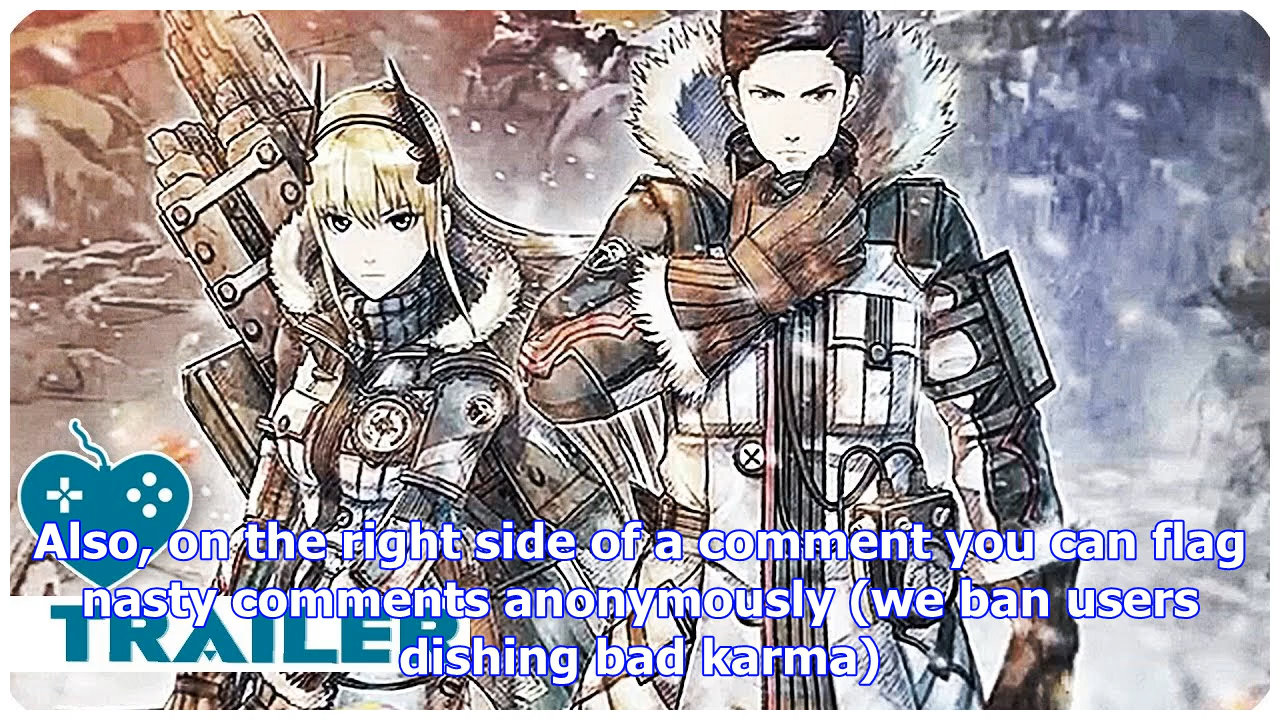 Also, on the right side of a comment you can flag
nasty comments anonymously (we ban users
dishing bad karma)
TRAILER